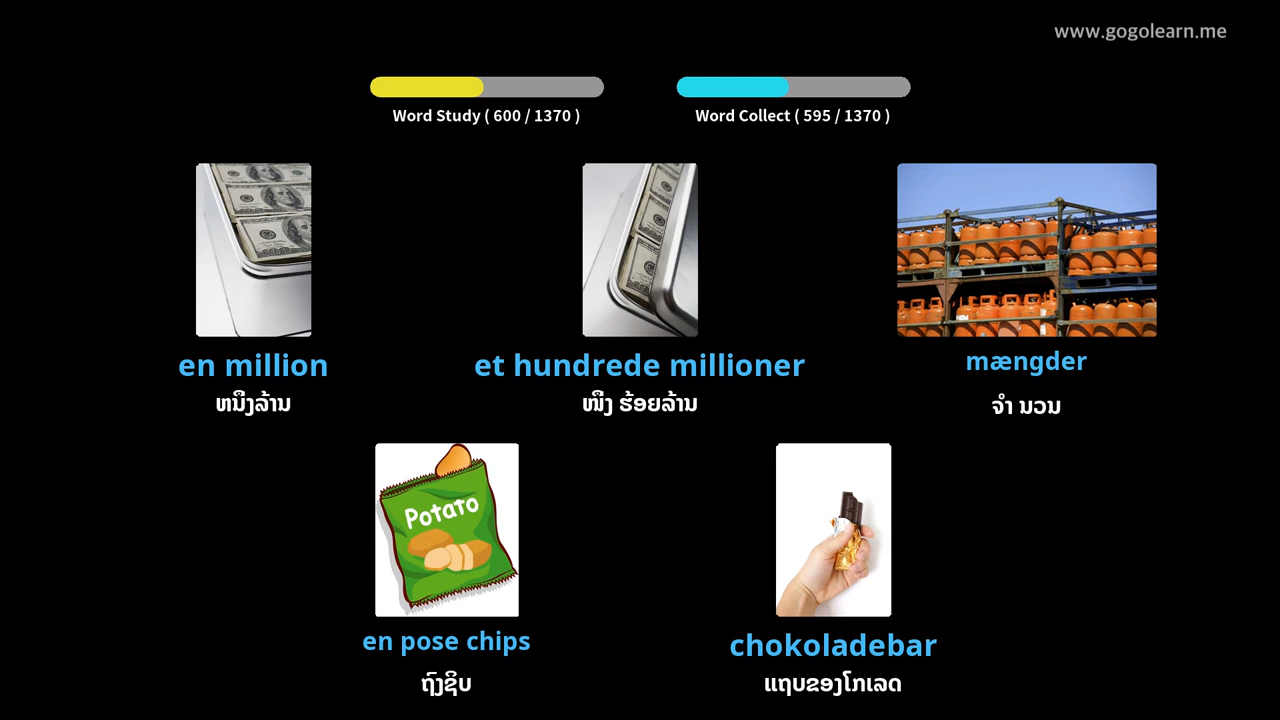 www.gogolearn.me
Word Study ( 600 / 1370 )
Word Collect ( 595 / 1370 )
en million
ຫນຶງລ້ານ
et hundrede millioner
ໜຶງ ຮ້ອຍລ້ານ
mængder
ຈຳ ນວນ
Potato
en pose chips
ຖົງຊິບ
chokoladebar
ແຖບຂອງໂກເລດ